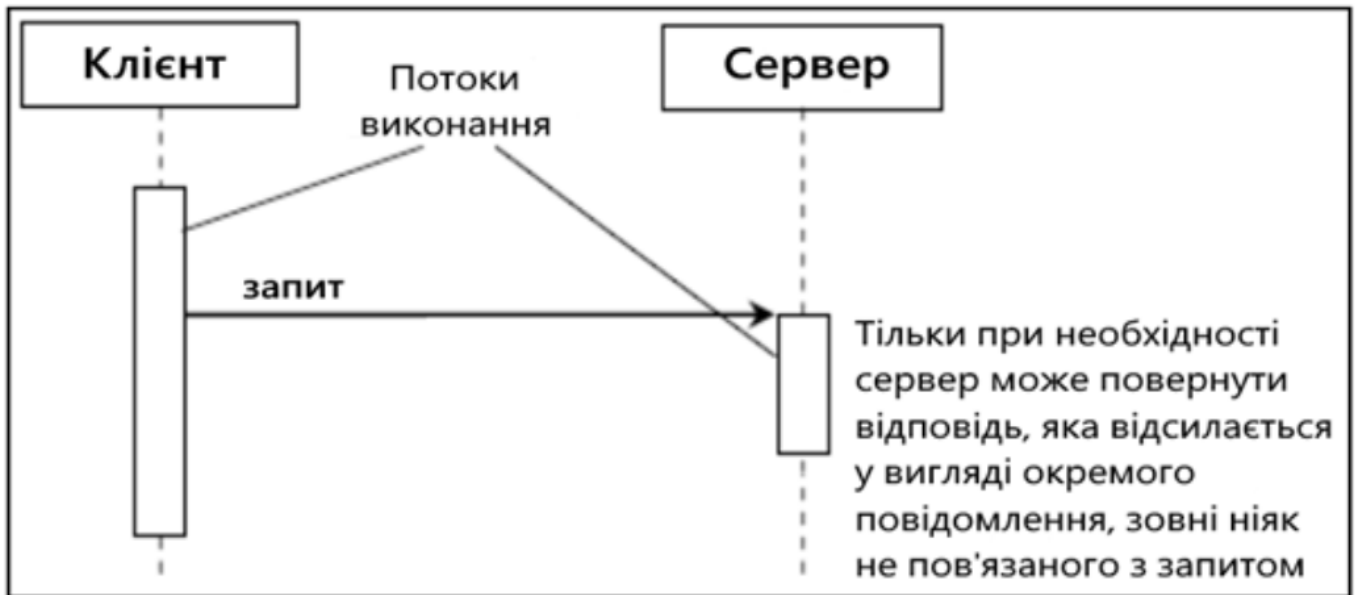 Клієнт
Сервер
Потоки
виконання
запит
Тільки при необхідності
сервер може повернути
відповідь, яка відсилається
у вигляді окремого
повідомлення, зовні ніяк
не пов'язаного з запитом